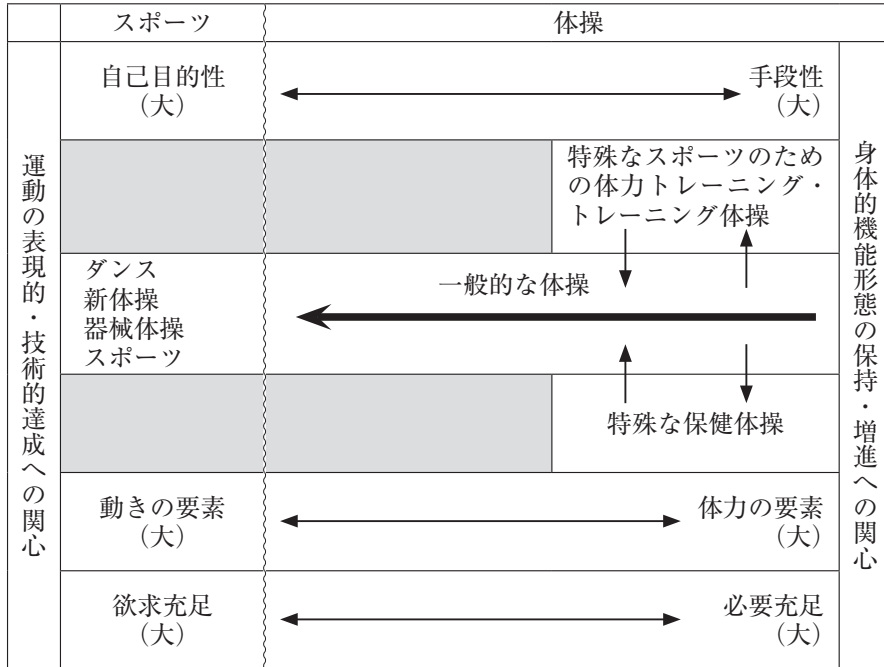 スポーツ
体操
運動の表現的・技術的達成への関心
自己目的性
（大）
手段性
（大）
特殊なスポーツのため
の体力トレーニング・
トレーニング体操
ダンス
新体操
器械体操
スポーツ
一般的な体操
特殊な保健体操
動きの要素
（大）
体力の要素
（大）
欲求充足
（大）
必要充足
（大）
身体的機能形態の保持・増進への関心